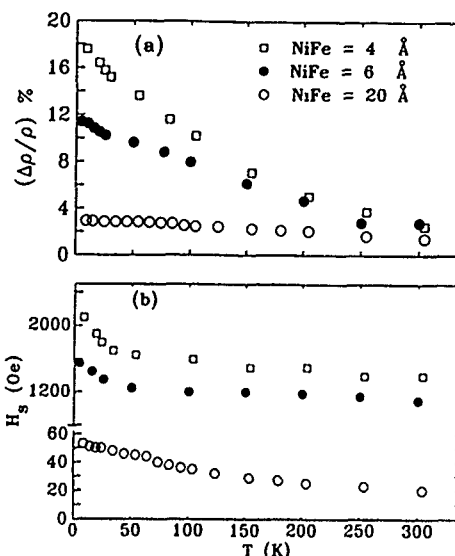 20
16
12
8
4
0
(Δρ/ρ) %
(a)
□ NiFe = 4 Å
● NiFe = 6 Å
○ NiFe = 20 Å
(b)
2000
1200
60
40
20
0
H_s (Oe)
0 50 100 150 200 250 300
T (K)